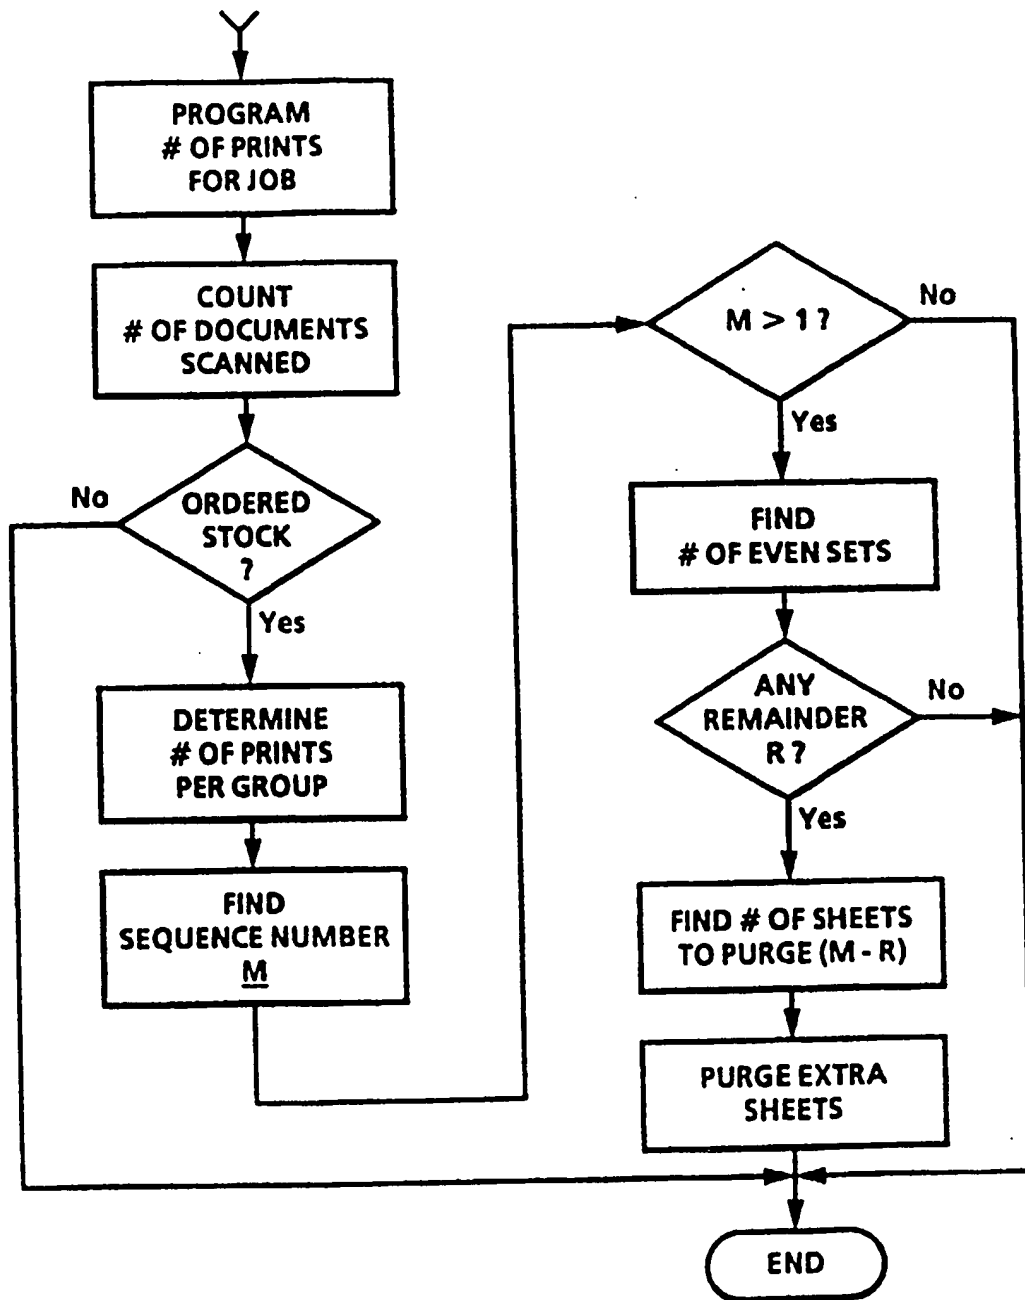 PROGRAM
# OF PRINTS
FOR JOB
COUNT
# OF DOCUMENTS
SCANNED
No
ORDERED
STOCK
?
Yes
DETERMINE
# OF PRINTS
PER GROUP
FIND
SEQUENCE NUMBER
M
M > 1 ?
No
Yes
FIND
# OF EVEN SETS
ANY
REMAINDER
R ?
No
Yes
FIND # OF SHEETS
TO PURGE (M - R)
PURGE EXTRA
SHEETS
END